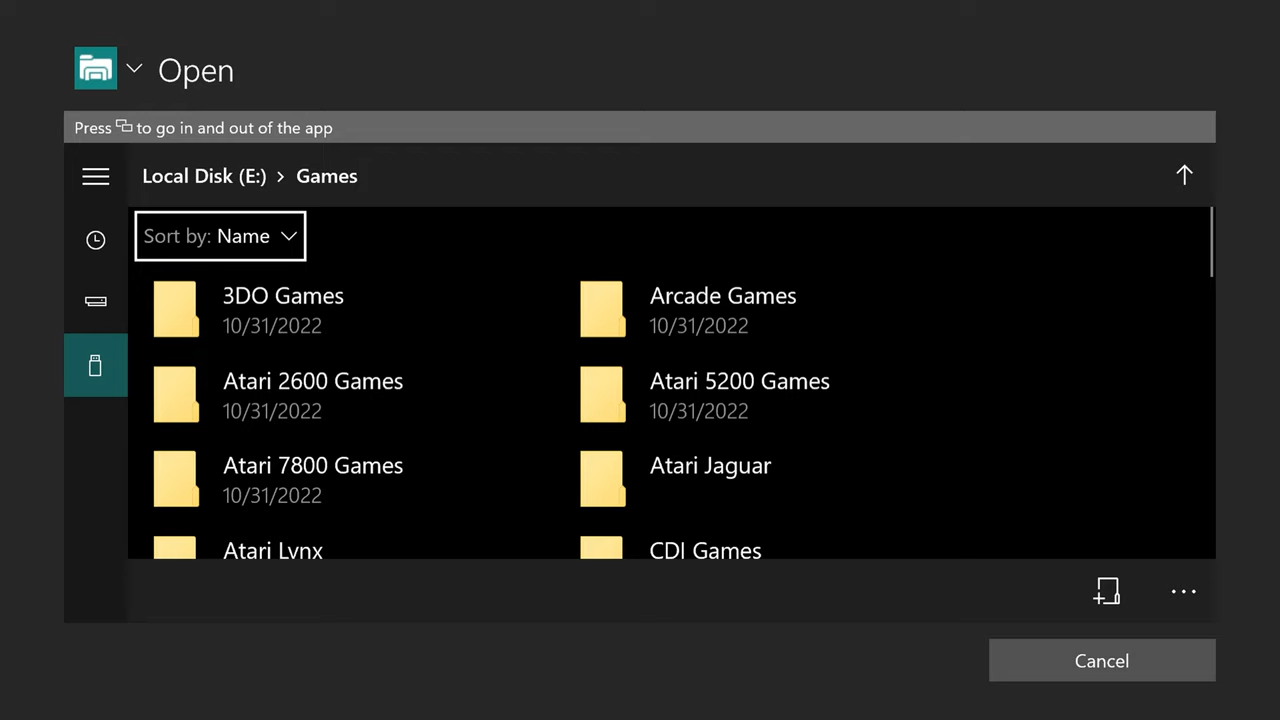 Open
Press to go in and out of the app
Local Disk (E:) > Games
Sort by: Name
3DO Games
10/31/2022
Arcade Games
10/31/2022
Atari 2600 Games
10/31/2022
Atari 5200 Games
10/31/2022
Atari 7800 Games
10/31/2022
Atari Jaguar
Atari Lynx
CDI Games
Cancel